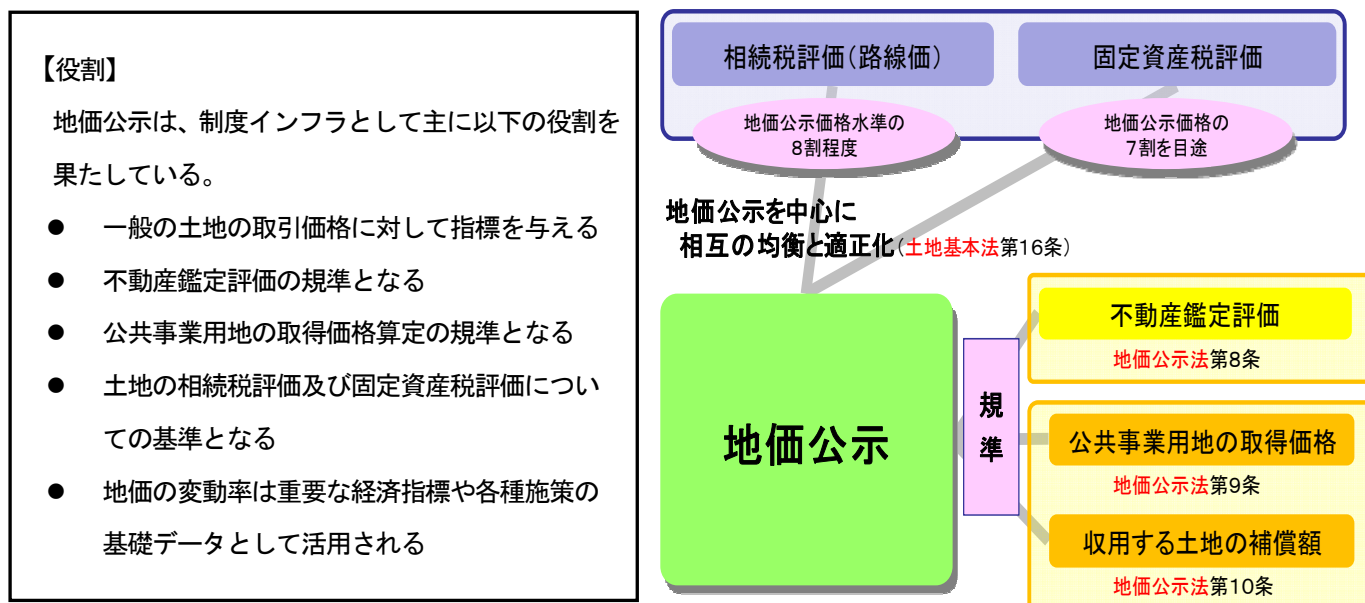 【役割】
地価公示は、制度インフラとして主に以下の役割を
果たしている。
● 一般の土地の取引価格に対して指標を与える
● 不動産鑑定評価の規準となる
● 公共事業用地の取得価格算定の規準となる
● 土地の相続税評価及び固定資産税評価につい
ての基準となる
● 地価の変動率は重要な経済指標や各種施策の
基礎データとして活用される
相続税評価(路線価)
固定資産税評価
地価公示価格水準の
8割程度
地価公示価格の
7割を目途
地価公示を中心に
相互の均衡と適正化(土地基本法第16条)
地価公示
規
準
不動産鑑定評価
地価公示法第8条
公共事業用地の取得価格
地価公示法第9条
収用する土地の補償額
地価公示法第10条